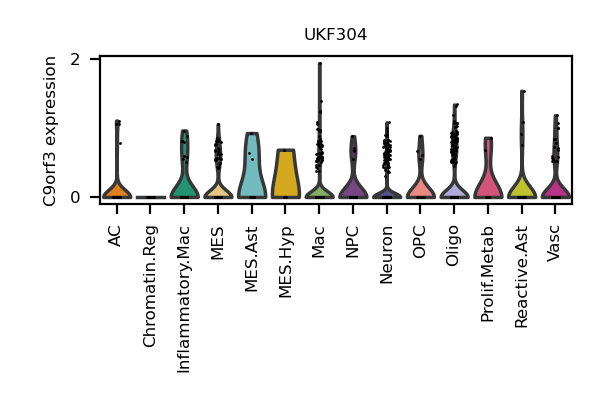 UKF304
C9orf3 expression
2
0
AC
Chromatin.Reg
Inflammatory.Mac
MES
MES.Ast
MES.Hyp
Mac
NPC
Neuron
OPC
Oligo
Prolif.Metab
Reactive.Ast
Vasc